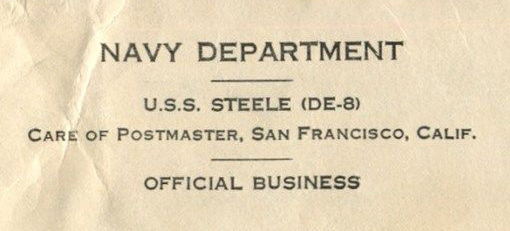 NAVY DEPARTMENT
U.S.S. STEELE (DE-8)
CARE OF POSTMASTER, SAN FRANCISCO, CALIF.
OFFICIAL BUSINESS